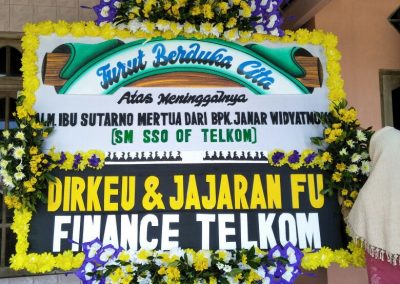 Turut Berduka Cita
Atas Meninggalnya
ALM. IBU SUTARNO MERTUA DARI BPK. JANAR WIDYATMOKO
(SM SSO OF TELKOM)
DIRKEU & JAJARAN FU
FINANCE TELKOM